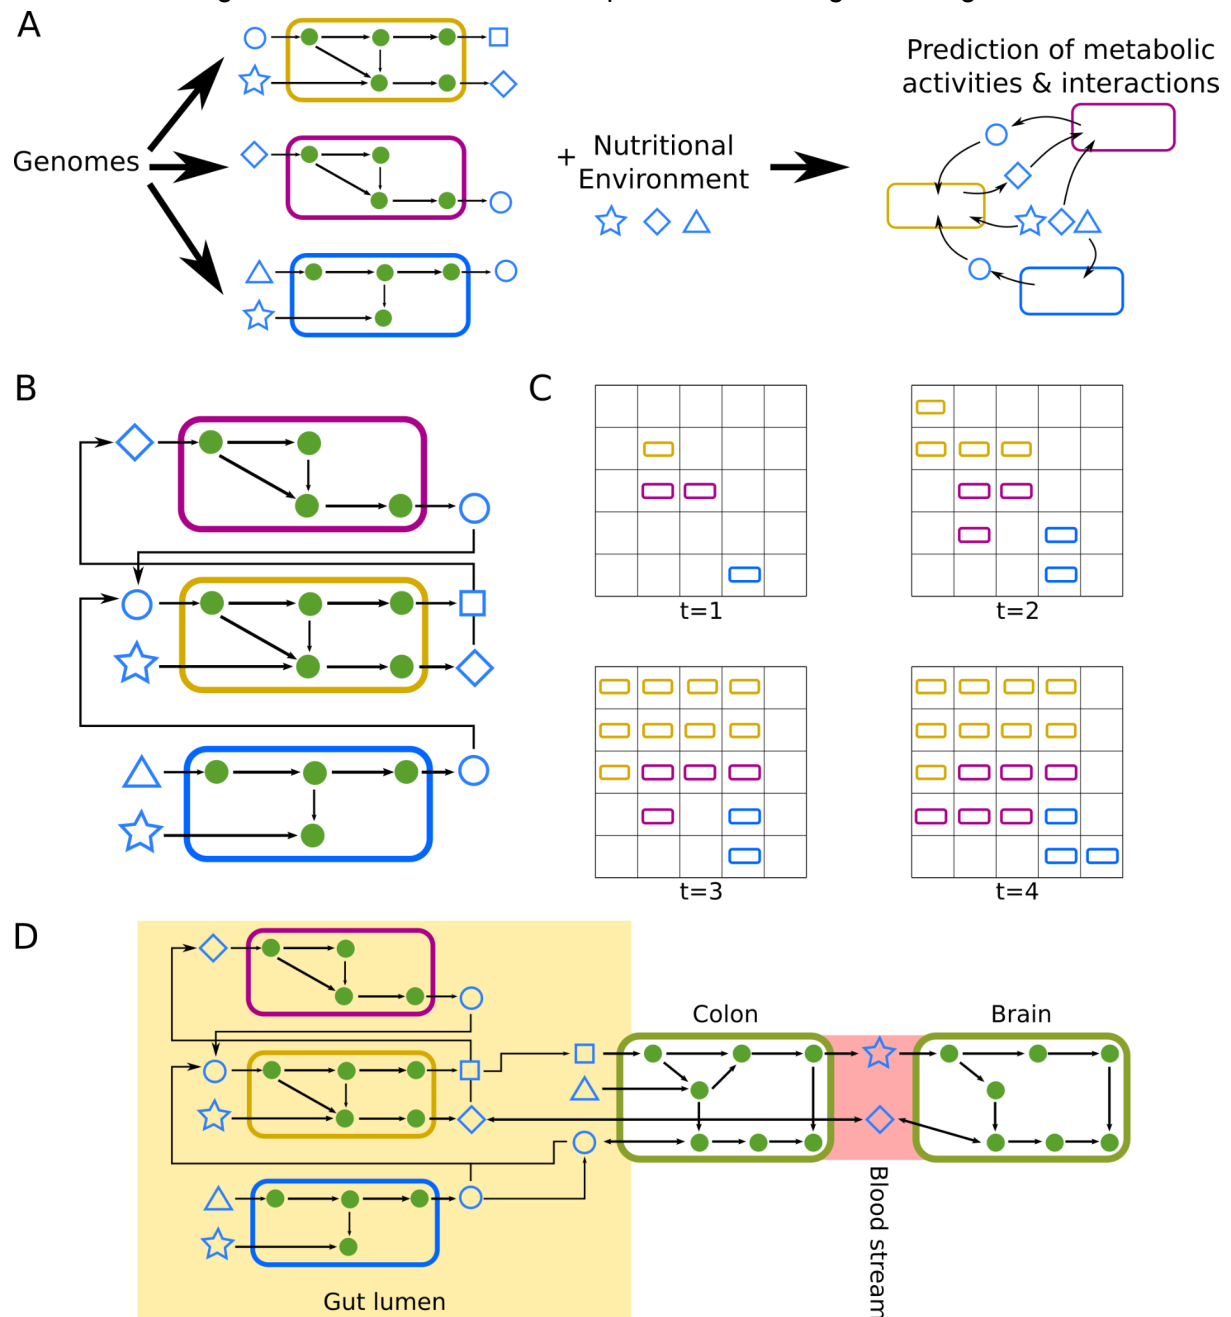 A
Genomes
+ Nutritional
Environment
Prediction of metabolic
activities & interactions
B
C
t=1
t=2
t=3
t=4
D
Colon
Brain
Blood stream
Gut lumen